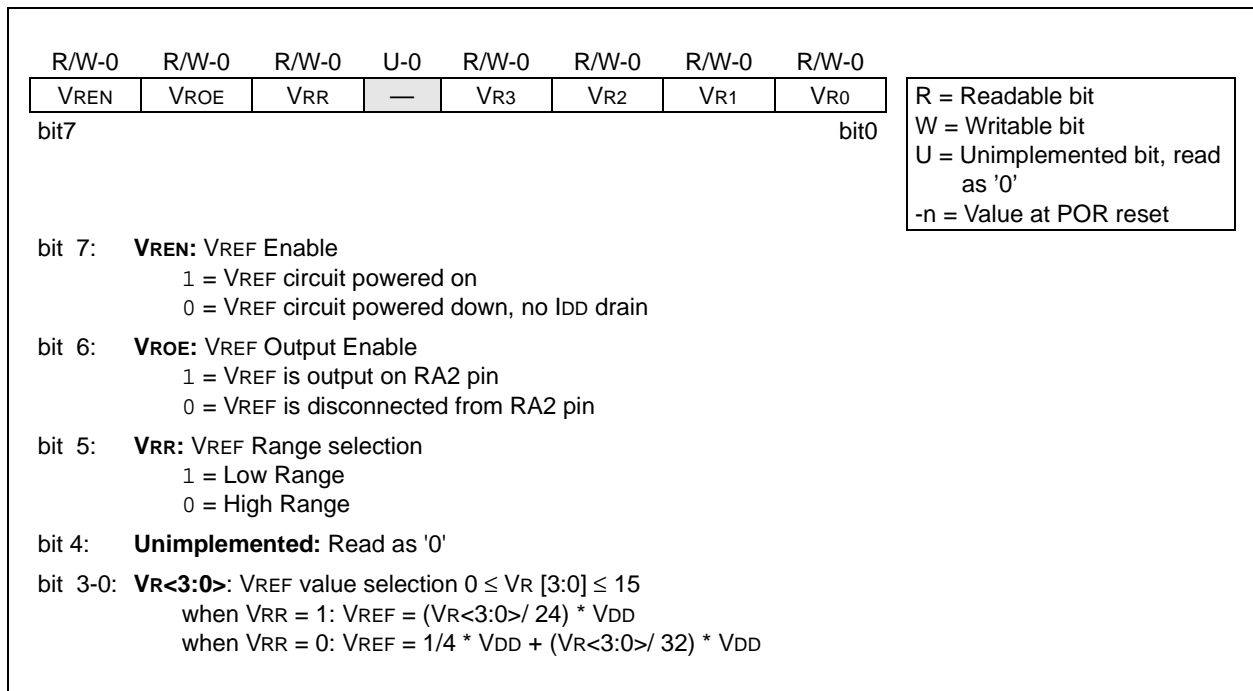 R/W-0 R/W-0 R/W-0 U-0 R/W-0 R/W-0 R/W-0 R/W-0
VREN VROE VRR — VR3 VR2 VR1 VR0
bit7 bit0
R = Readable bit
W = Writable bit
U = Unimplemented bit, read
as '0'
-n = Value at POR reset
bit 7: VREN: VREF Enable
1 = VREF circuit powered on
0 = VREF circuit powered down, no IDD drain
bit 6: VROE: VREF Output Enable
1 = VREF is output on RA2 pin
0 = VREF is disconnected from RA2 pin
bit 5: VRR: VREF Range selection
1 = Low Range
0 = High Range
bit 4: Unimplemented: Read as '0'
bit 3-0: VR<3:0>: VREF value selection 0 ≤ VR [3:0] ≤ 15
when VRR = 1: VREF = (VR<3:0>/ 24) * VDD
when VRR = 0: VREF = 1/4 * VDD + (VR<3:0>/ 32) * VDD